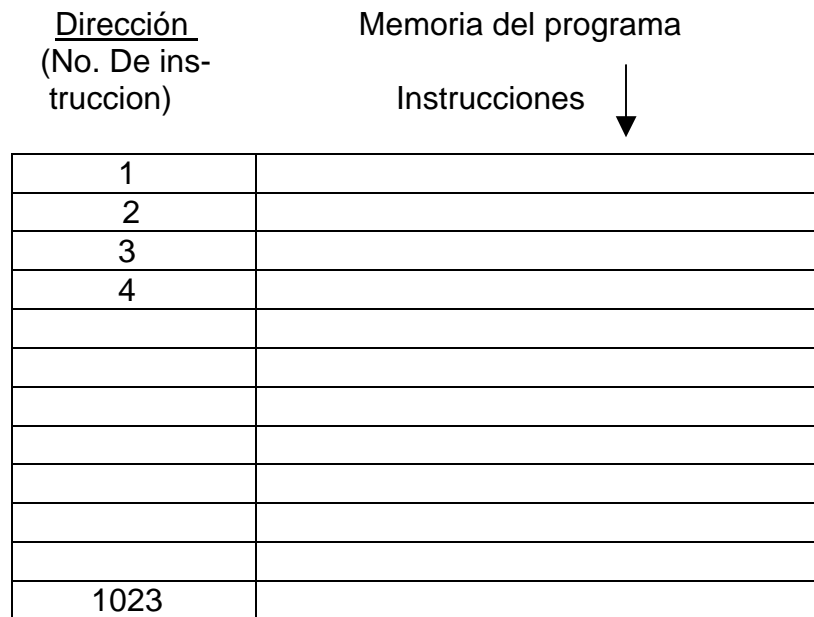 Dirección Memoria del programa
(No. De ins-
truccion) Instrucciones
1
2
3
4
1023